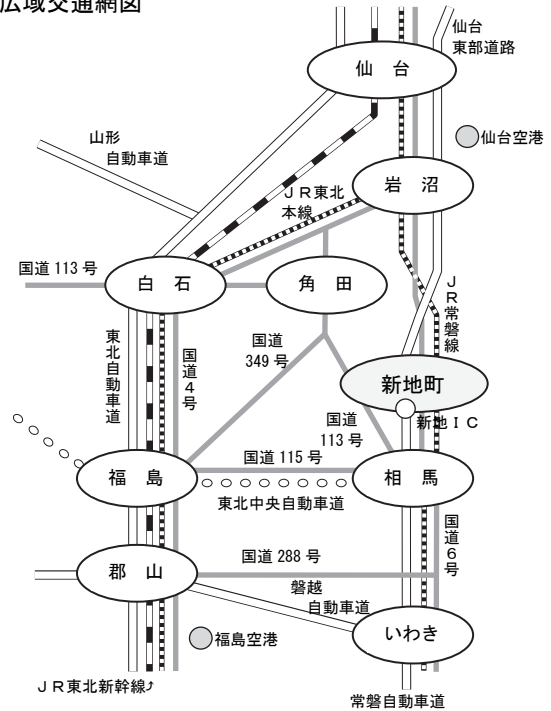 広域交通網図
仙台
東部道路
仙　台
山形
自動車道
仙台空港
岩　沼
ＪＲ東北
本線
国道 113 号
白　石
角　田
ＪＲ常磐線
東北自動車道
国道４号
国道
349 号
新地町
新地ＩＣ
国道
113 号
国道 115 号
福　島
相　馬
東北中央自動車道
国道６号
国道 288 号
郡　山
磐越
自動車道
いわき
福島空港
ＪＲ東北新幹線⤴
常磐自動車道